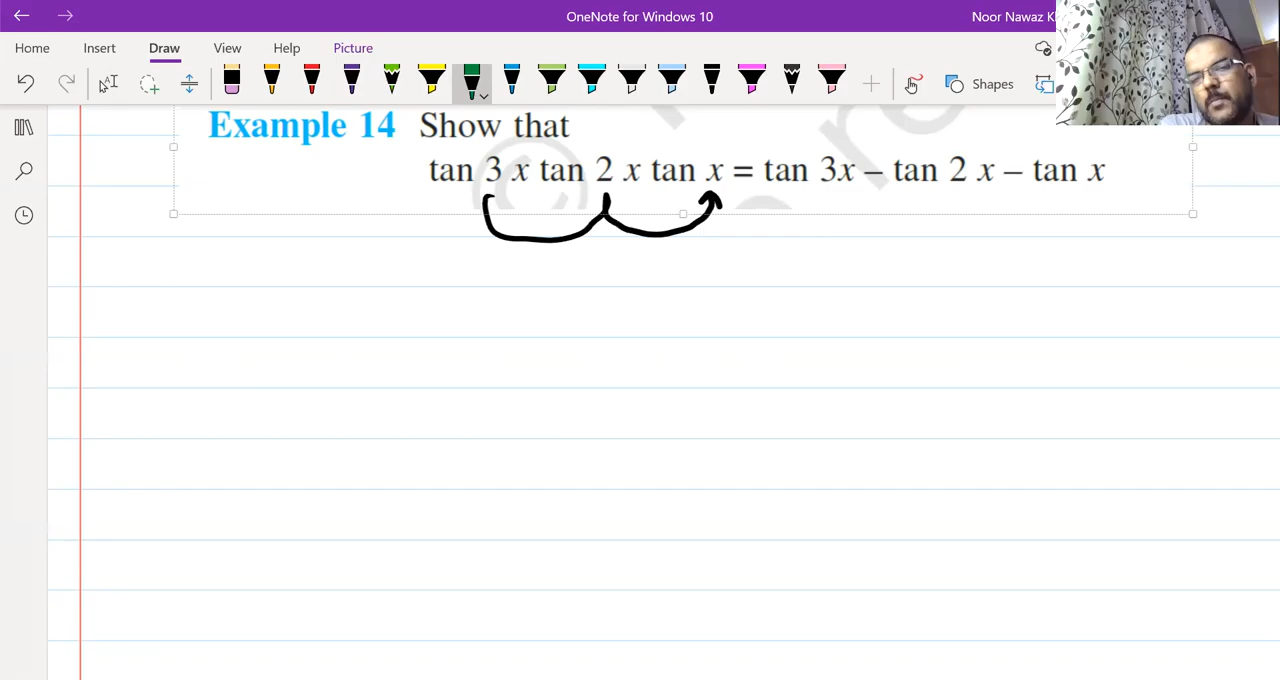 OneNote for Windows 10
Noor Nawaz
Home Insert Draw View Help Picture
Shapes
Example 14 Show that
tan 3 x tan 2 x tan x = tan 3x – tan 2 x – tan x